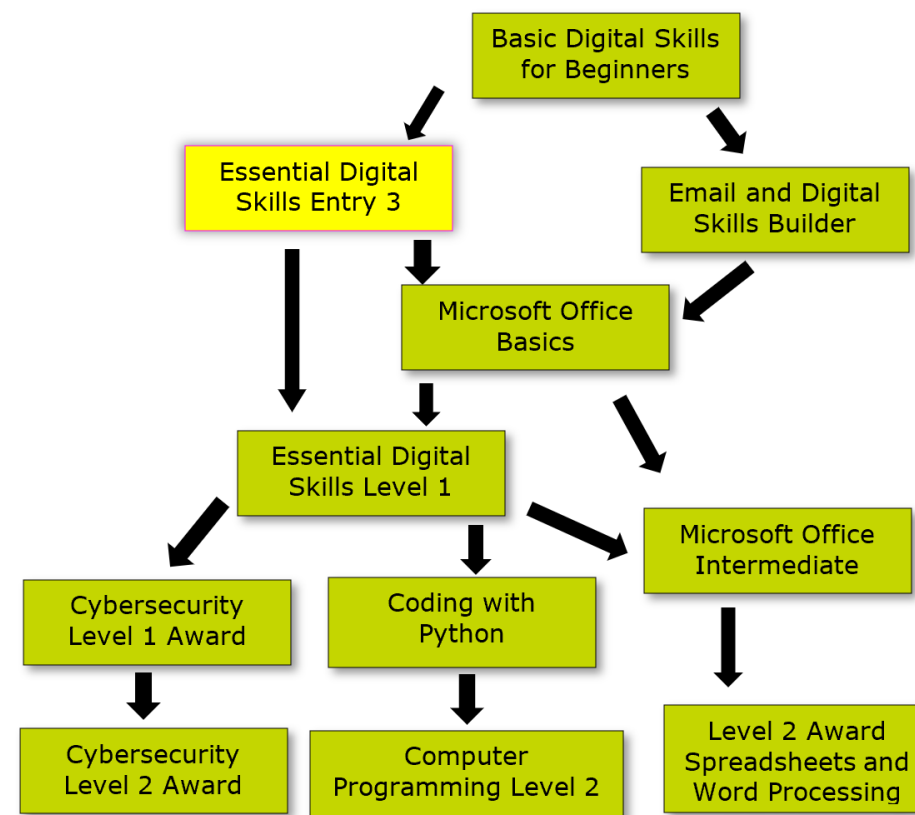 Basic Digital Skills
for Beginners
Essential Digital
Skills Entry 3
Email and Digital
Skills Builder
Microsoft Office
Basics
Essential Digital
Skills Level 1
Microsoft Office
Intermediate
Cybersecurity
Level 1 Award
Coding with
Python
Cybersecurity
Level 2 Award
Computer
Programming Level 2
Level 2 Award
Spreadsheets and
Word Processing